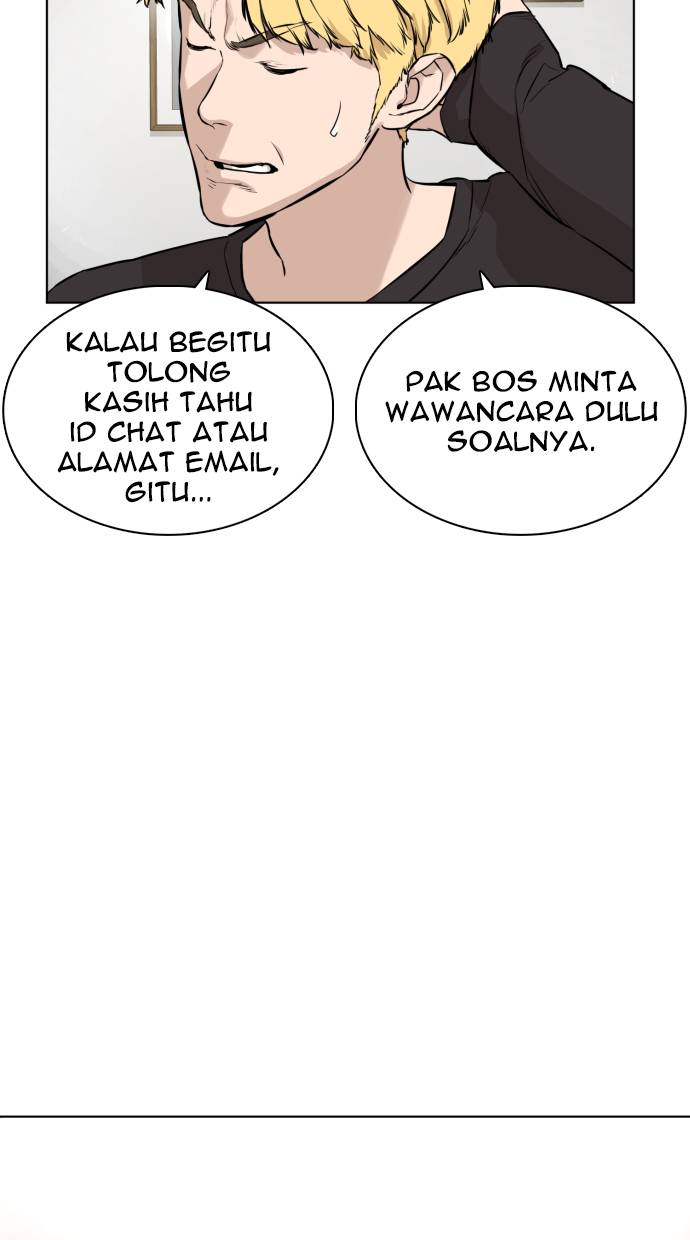 KALAU BEGITU
TOLONG
KASIH TAHU
ID CHAT ATAU
ALAMAT EMAIL,
GITU...
PAK BOS MINTA
WAWANCARA DULU
SOALNYA.